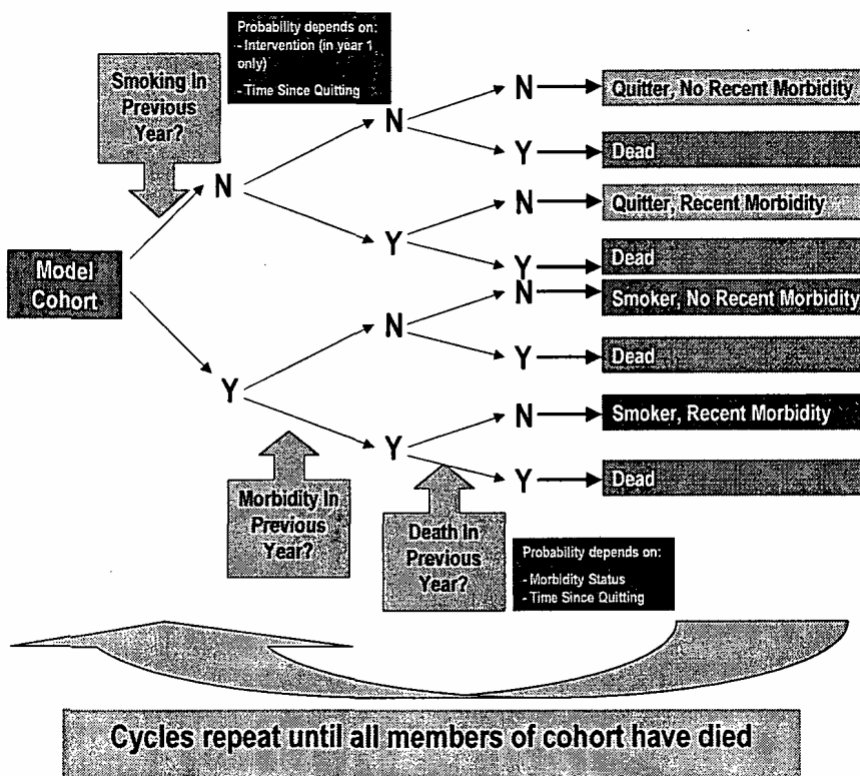 Probability depends on:
- Intervention (in year 1
only)
- Time Since Quitting
Smoking In
Previous
Year?
N
Quitter, No Recent Morbidity
N
Y
Dead
N
N
Quitter, Recent Morbidity
Y
Y
Dead
Model
Cohort
N
Smoker, No Recent Morbidity
N
Y
Dead
Y
N
Smoker, Recent Morbidity
Y
Y
Dead
Morbidity In
Previous
Year?
Death In
Previous
Year?
Probability depends on:
- Morbidity Status
- Time Since Quitting
Cycles repeat until all members of cohort have died